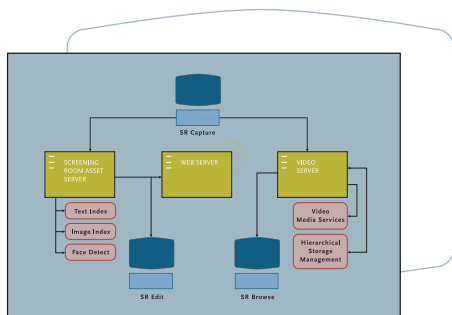 SR Capture
SCREENING
ROOM ASSET
SERVER
WEB SERVER
VIDEO
SERVER
Text Index
Image Index
Face Detect
Video
Media Services
Hierarchical
Storage
Management
SR Edit
SR Browse